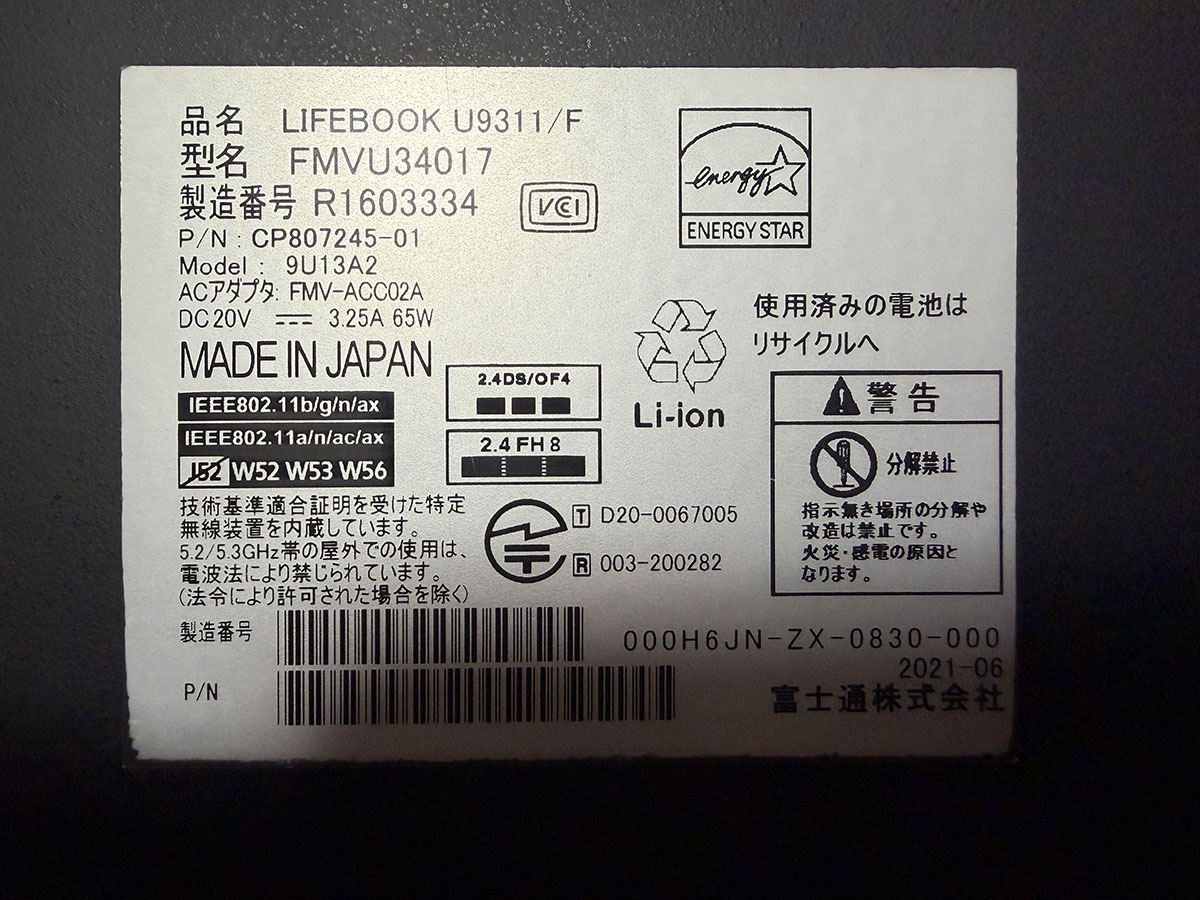 品名 LIFEBOOK U9311/F
型名 FMVU34017
製造番号 R1603334
VCI
P/N : CP807245-01
Model : 9U13A2
ACアダプタ: FMV-ACC02A
DC20V 3.25A 65W
MADE IN JAPAN
energy
ENERGY STAR
使用済みの電池は
リサイクルへ
Li-ion
IEEE802.11b/g/n/ax
IEEE802.11a/n/ac/ax
J52 W52 W53 W56
2.4DS/OF4
2.4FH8
警告
分解禁止
指示無き場所の分解や
改造は禁止です。
火災・感電の原因と
なります。
技術基準適合証明を受けた特定
無線装置を内蔵しています。
5.2/5.3GHz帯の屋外での使用は、
電波法により禁じられています。
(法令により許可された場合を除く)
T D20-0067005
R 003-200282
製造番号
P/N
000H6JN-ZX-0830-000
2021-06
富士通株式会社